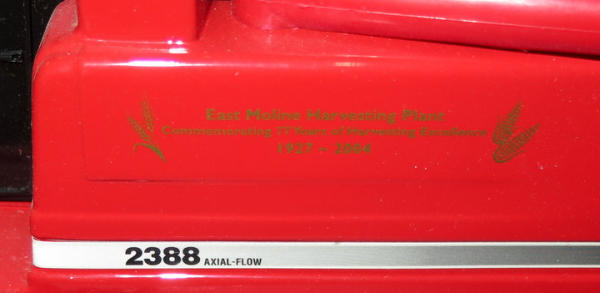 East Moline Harvesting Plant
Commemorating 77 Years of Harvesting Excellence
1927 - 2004
2388 AXIAL-FLOW